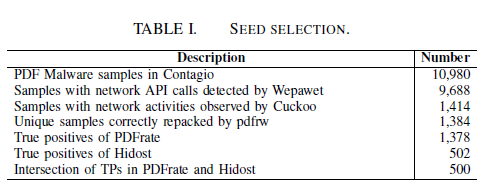 TABLE I. SEED SELECTION.
Description Number
PDF Malware samples in Contagio 10,980
Samples with network API calls detected by Wepawet 9,688
Samples with network activities observed by Cuckoo 1,414
Unique samples correctly repacked by pdfrw 1,384
True positives of PDFrate 1,378
True positives of Hidost 502
Intersection of TPs in PDFrate and Hidost 500